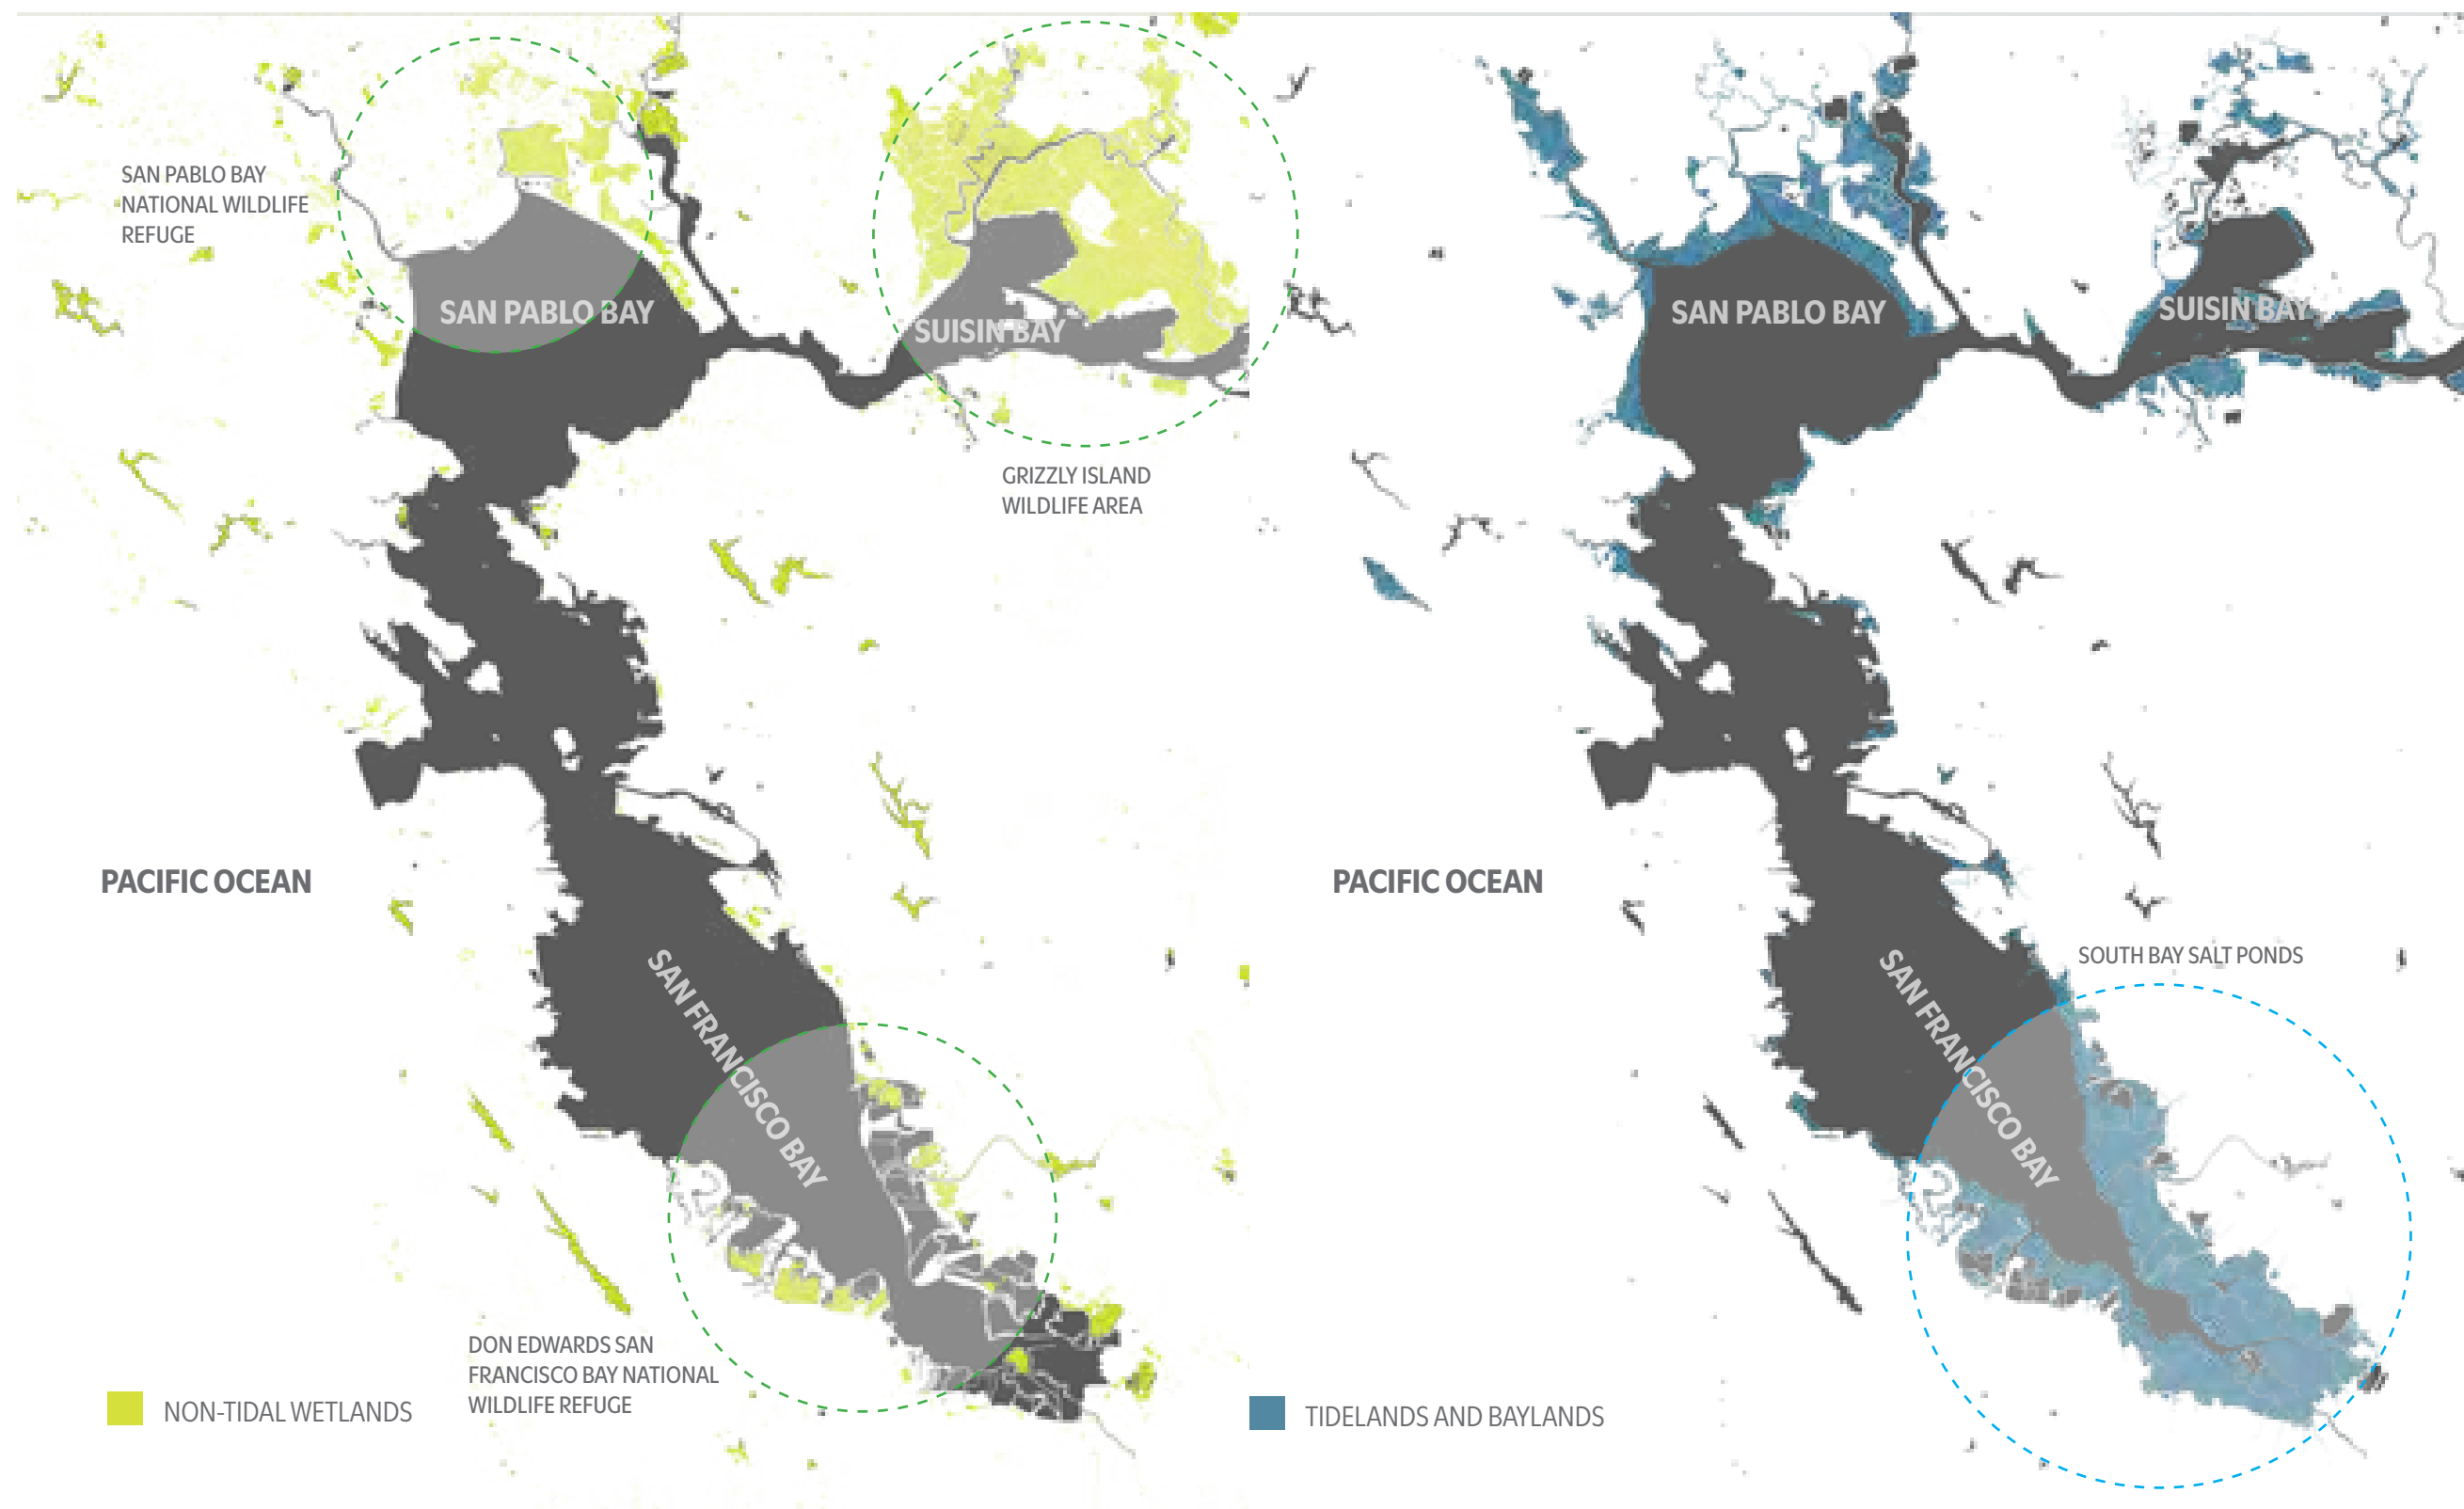 SAN PABLO BAY
NATIONAL WILDLIFE
REFUGE
SAN PABLO BAY
SUISIN BAY
GRIZZLY ISLAND
WILDLIFE AREA
PACIFIC OCEAN
SAN FRANCISCO BAY
DON EDWARDS SAN
FRANCISCO BAY NATIONAL
WILDLIFE REFUGE
NON-TIDAL WETLANDS
SAN PABLO BAY
SUISIN BAY
PACIFIC OCEAN
SOUTH BAY SALT PONDS
SAN FRANCISCO BAY
TIDELANDS AND BAYLANDS